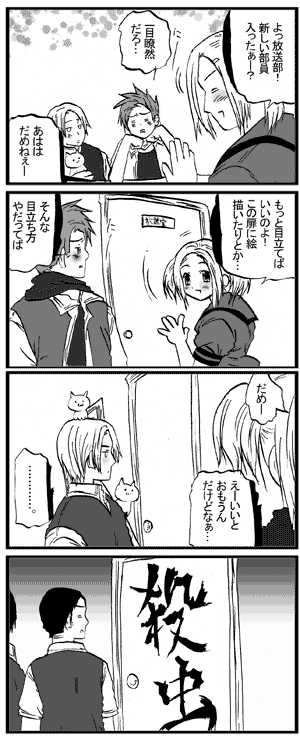 よっ放送部!
新しい部員
入ったぁー?
一目瞭然
だろ?…
あはは
だめねぇー
もっと目立てば
いいのよ!
この扉に絵
描いたりとか…
放送室
そんな
目立ち方
やだってば
だめー
えーいいと
おもうん
だけどなぁ…
………。
殺虫